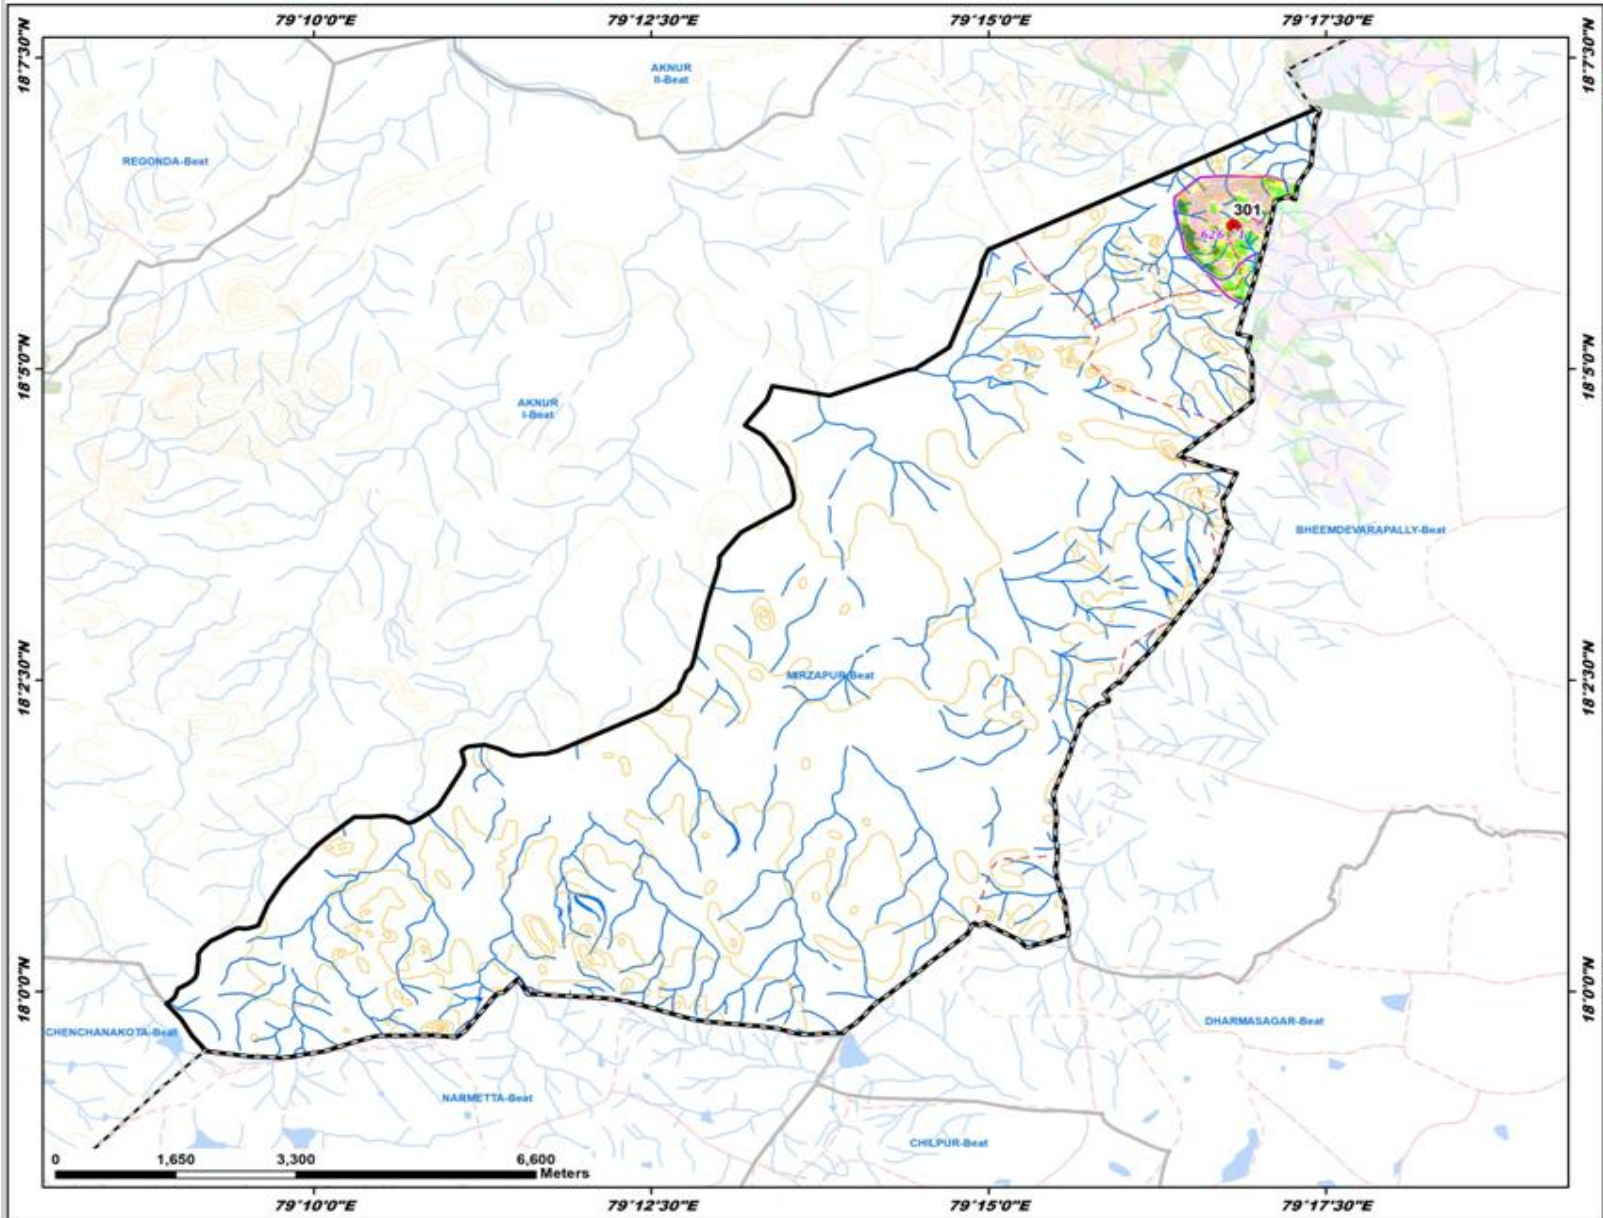 79°10'0"E
79°12'30"E
79°15'0"E
79°17'30"E
18°7'30"N
18°7'30"N
AKNUR
II-Beat
REGONDA-Beat
301
18°5'0"N
18°5'0"N
AKNUR
I-Beat
BHEEMDEVARAPALLY-Beat
MIRZAPUR-Beat
18°2'30"N
18°2'30"N
18°0'0"N
18°0'0"N
CHENCHANAKOTA-Beat
DHARMASAGAR-Beat
NARMETTA-Beat
CHILPUR-Beat
0
1,650
3,300
6,600
Meters
79°10'0"E
79°12'30"E
79°15'0"E
79°17'30"E